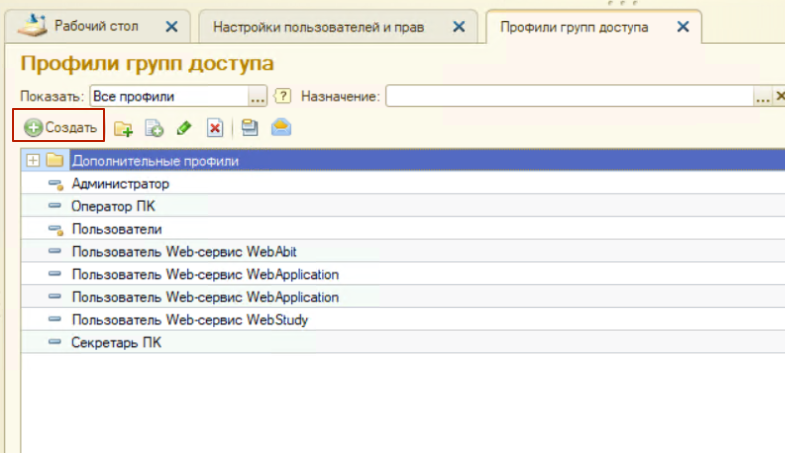 Рабочий стол
Настройки пользователей и прав
Профили групп доступа
Профили групп доступа
Показать: Все профили ... ? Назначение: ...
Создать
Дополнительные профили
Администратор
Оператор ПК
Пользователи
Пользователь Web-сервис WebAbit
Пользователь Web-сервис WebApplication
Пользователь Web-сервис WebApplication
Пользователь Web-сервис WebStudy
Секретарь ПК